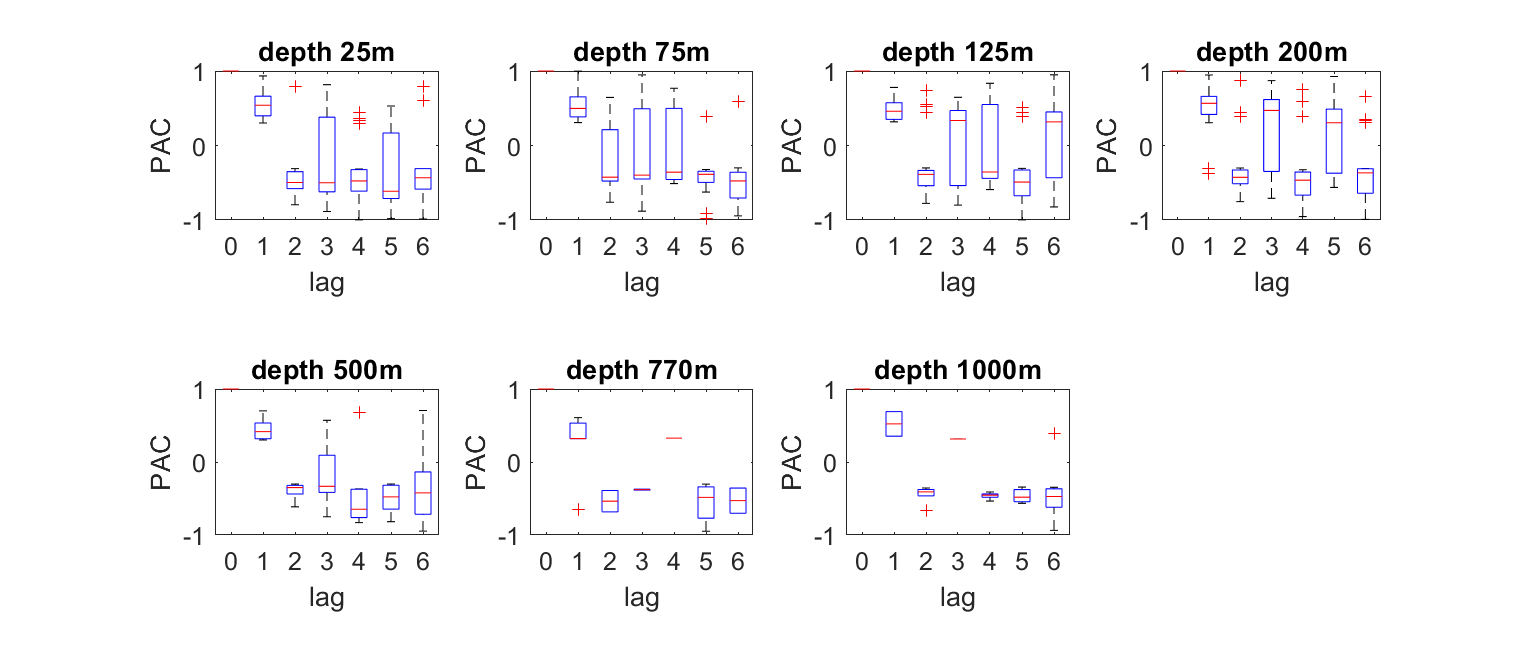 depth 25m
1
0
-1
PAC
0 1 2 3 4 5 6
lag
depth 75m
1
0
-1
PAC
0 1 2 3 4 5 6
lag
depth 125m
1
0
-1
PAC
0 1 2 3 4 5 6
lag
depth 200m
1
0
-1
PAC
0 1 2 3 4 5 6
lag
depth 500m
1
0
-1
PAC
0 1 2 3 4 5 6
lag
depth 770m
1
0
-1
PAC
0 1 2 3 4 5 6
lag
depth 1000m
1
0
-1
PAC
0 1 2 3 4 5 6
lag